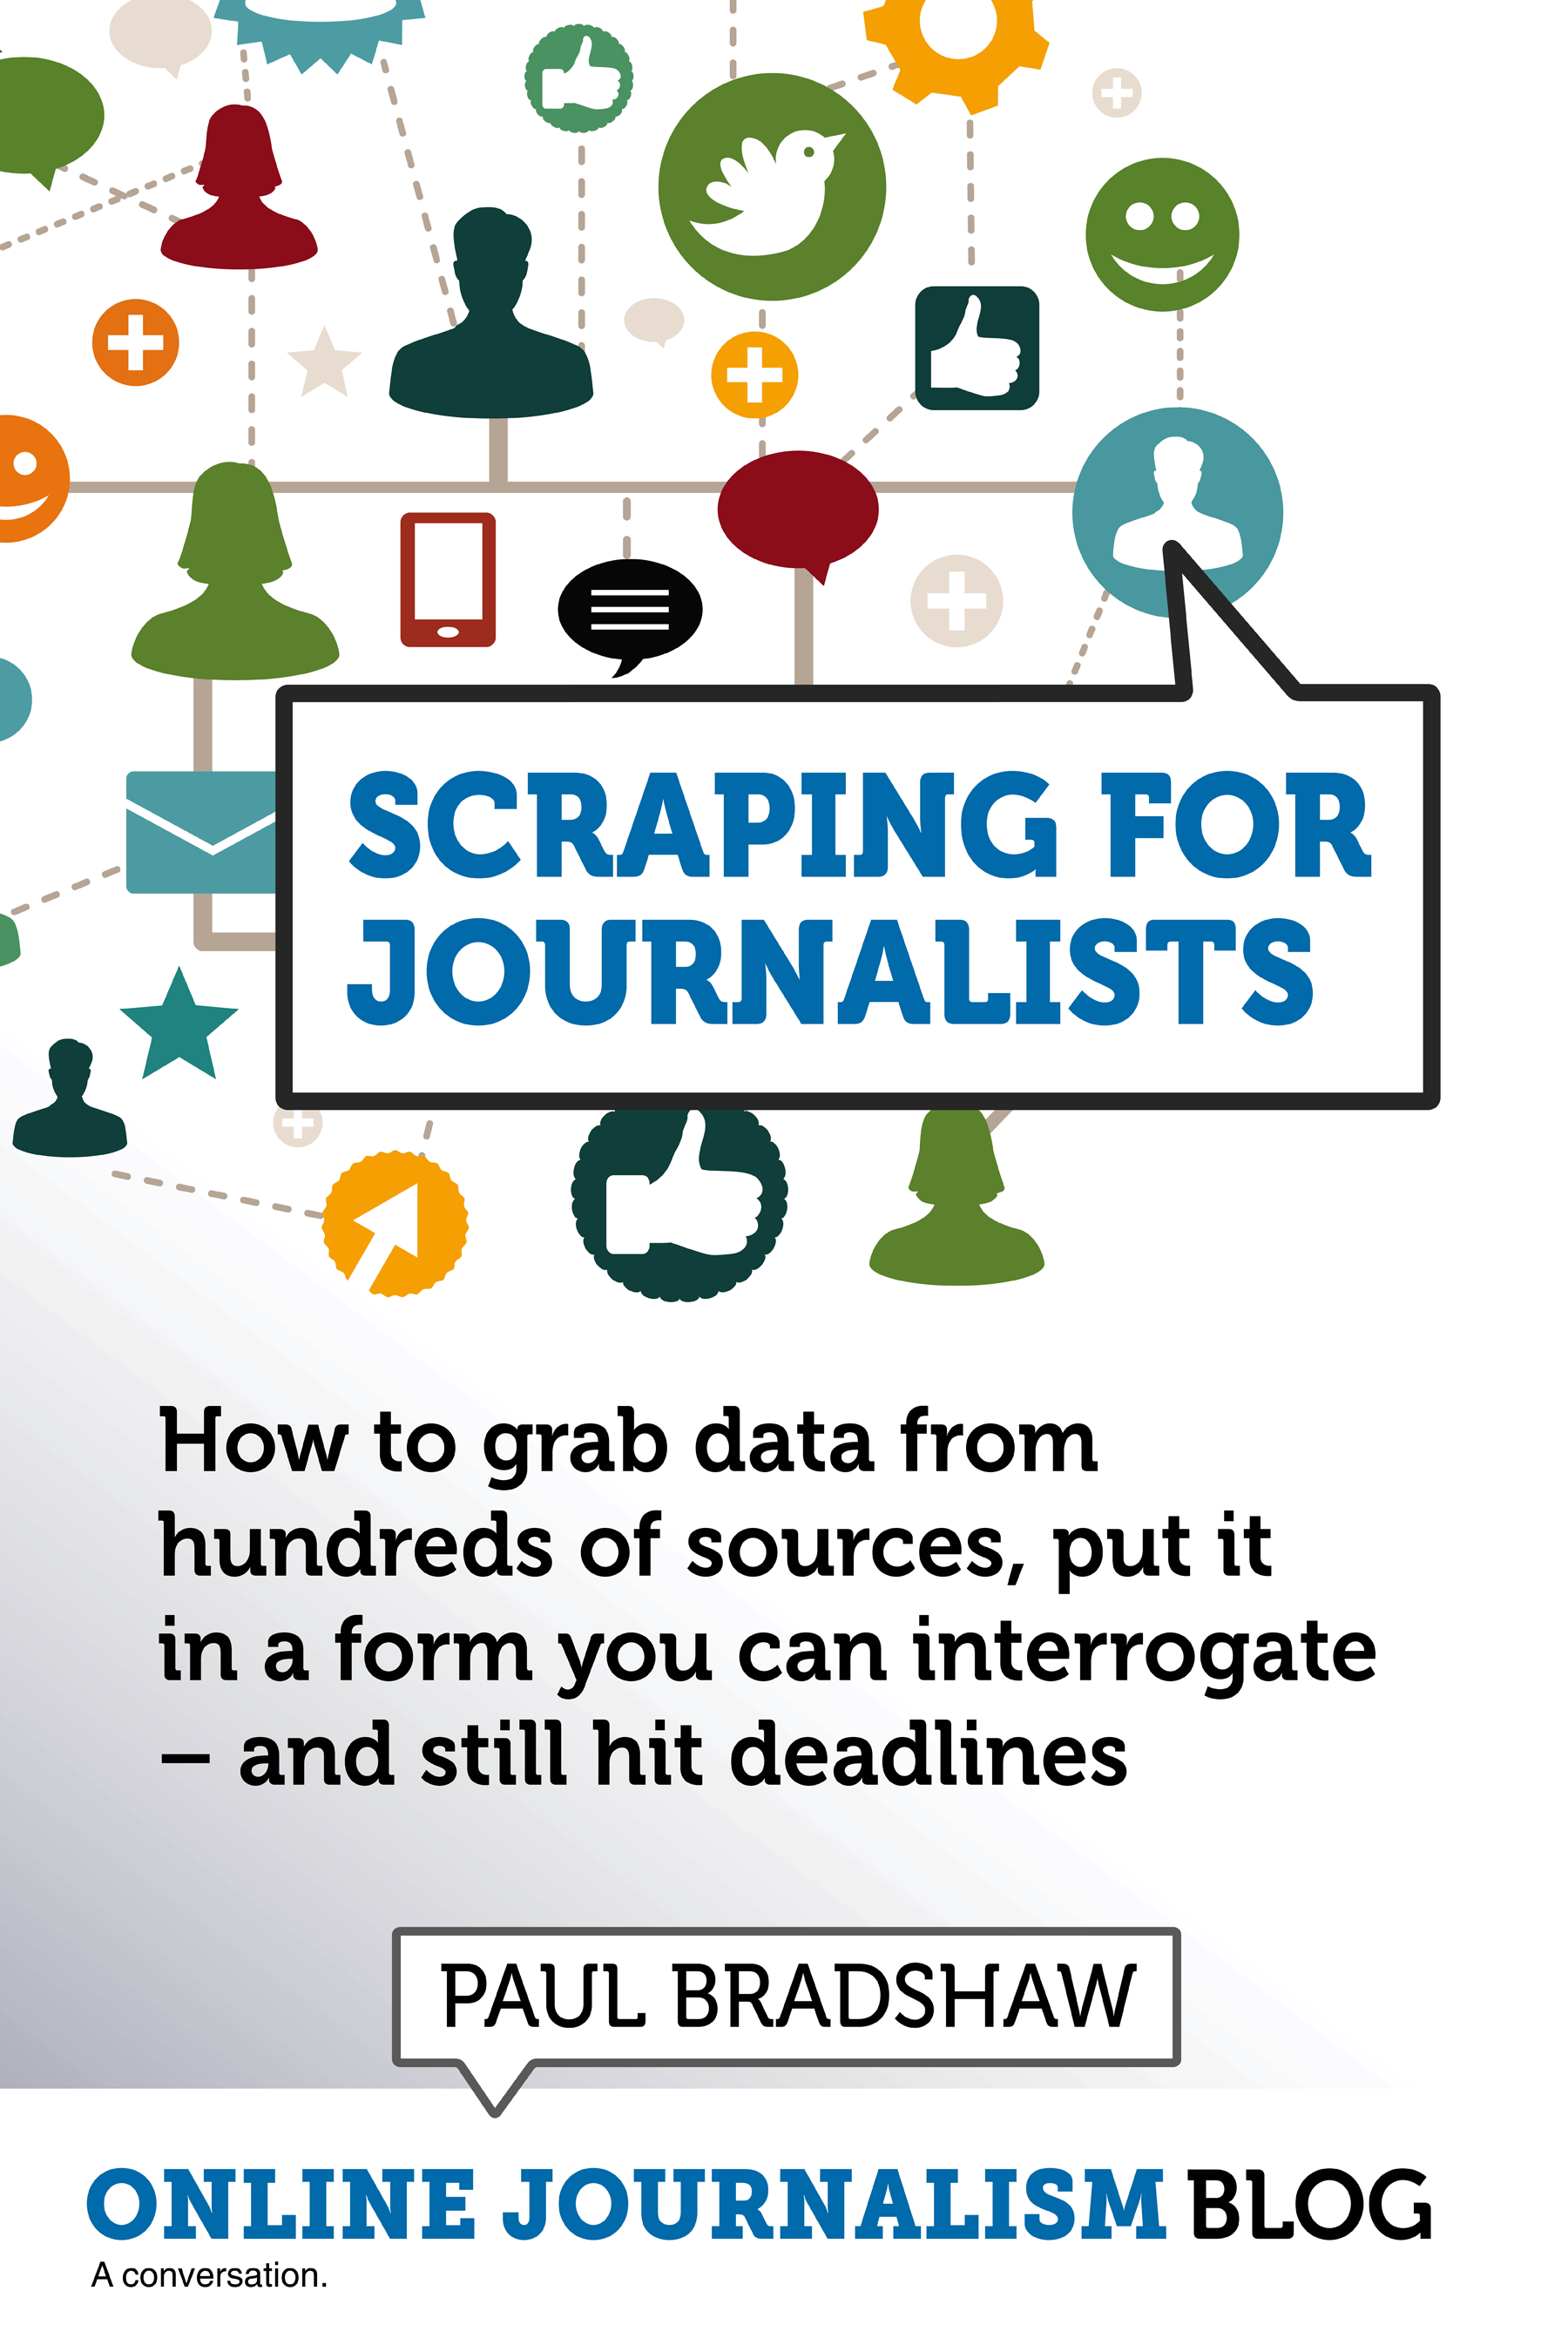 SCRAPING FOR
JOURNALISTS
How to grab data from
hundreds of sources, put it
in a form you can interrogate
– and still hit deadlines
PAUL BRADSHAW
ONLINE JOURNALISM BLOG
A conversation.